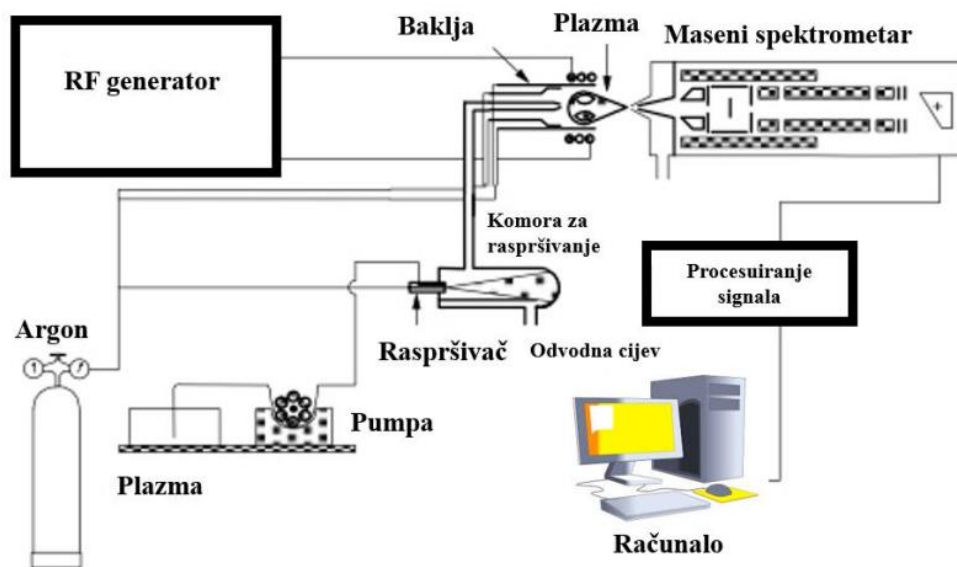 Baklja
Plazma
Maseni spektrometar
RF generator
Komora za
raspršivanje
Procesuiranje
signala
Argon
Raspršivač
Odvodna cijev
Pumpa
Plazma
Računalo